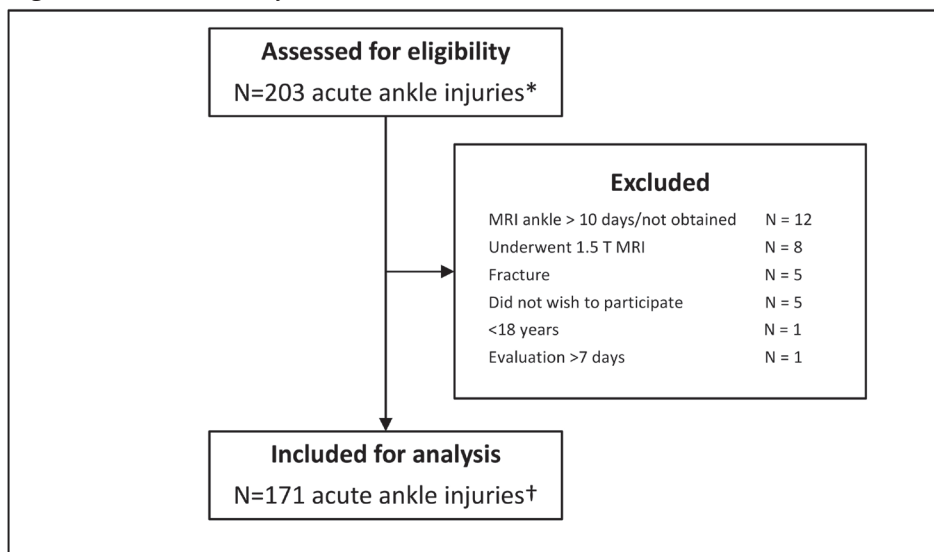 Assessed for eligibility
N=203 acute ankle injuries*
Excluded
MRI ankle > 10 days/not obtained N = 12
Underwent 1.5 T MRI N = 8
Fracture N = 5
Did not wish to participate N = 5
<18 years N = 1
Evaluation >7 days N = 1
Included for analysis
N=171 acute ankle injuries†